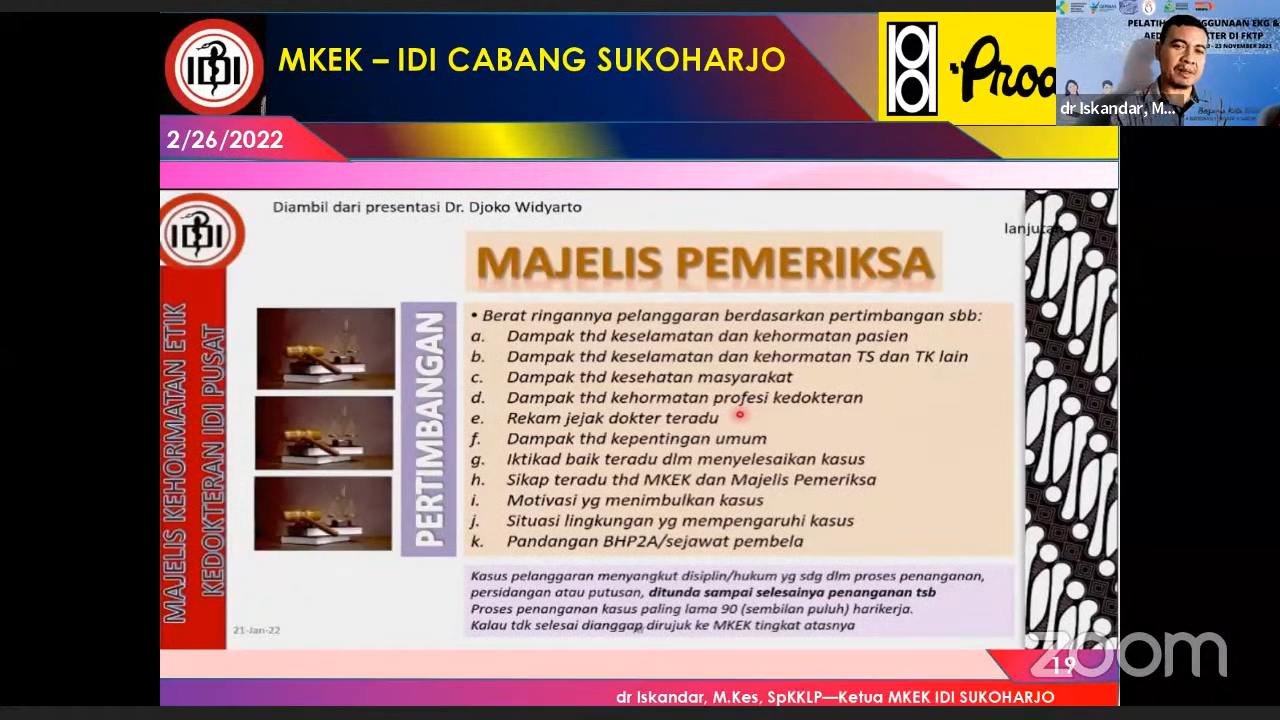 MKEK – IDI CABANG SUKOHARJO
2/26/2022
dr Iskandar, M...
Diambil dari presentasi Dr. Djoko Widyarto
lanjutan
MAJELIS PEMERIKSA
MAJELIS KEHORMATAN ETIK
KEDOKTERAN IDI PUSAT
PERTIMBANGAN
• Berat ringannya pelanggaran berdasarkan pertimbangan sbb:
a. Dampak thd keselamatan dan kehormatan pasien
b. Dampak thd keselamatan dan kehormatan TS dan TK lain
c. Dampak thd kesehatan masyarakat
d. Dampak thd kehormatan profesi kedokteran
e. Rekam jejak dokter teradu
f. Dampak thd kepentingan umum
g. Iktikad baik teradu dlm menyelesaikan kasus
h. Sikap teradu thd MKEK dan Majelis Pemeriksa
i. Motivasi yg menimbulkan kasus
j. Situasi lingkungan yg mempengaruhi kasus
k. Pandangan BHP2A/sejawat pembela
Kasus pelanggaran menyangkut disiplin/hukum yg sdg dlm proses penanganan,
persidangan atau putusan, ditunda sampai selesainya penanganan tsb
Proses penanganan kasus paling lama 90 (sembilan puluh) harikerja.
Kalau tdk selesai dianggap dirujuk ke MKEK tingkat atasnya
21-Jan-22
zoom
19
dr Iskandar, M.Kes, SpKKLP—Ketua MKEK IDI SUKOHARJO